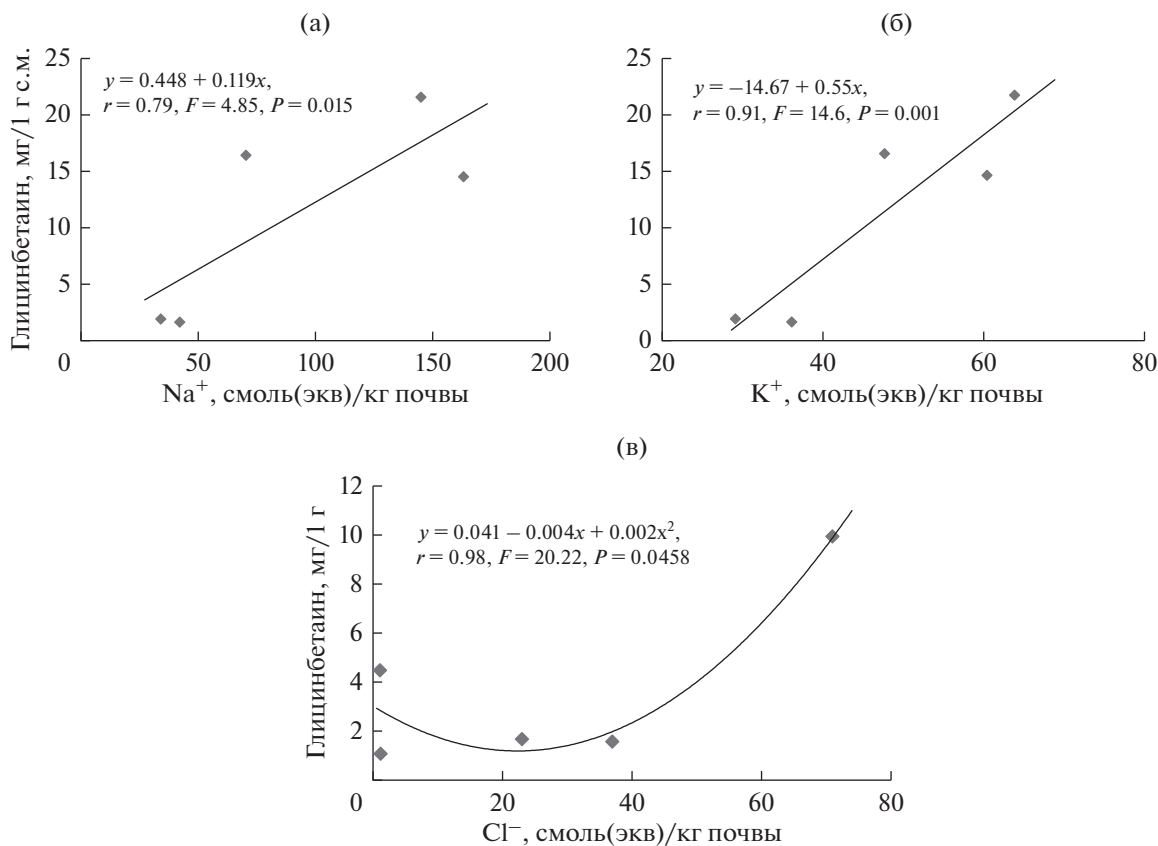 (а)
Глицинбетаин, мг/1 г с.м.
25
20
15
10
5
0
y = 0.448 + 0.119x,
r = 0.79, F = 4.85, P = 0.015
50 100 150 200
Na⁺, смоль(экв)/кг почвы
(б)
25
20
15
10
5
0
y = −14.67 + 0.55x,
r = 0.91, F = 14.6, P = 0.001
20 40 60 80
K⁺, смоль(экв)/кг почвы
(в)
Глицинбетаин, мг/1 г
12
10
8
6
4
2
0
y = 0.041 − 0.004x + 0.002x²,
r = 0.98, F = 20.22, P = 0.0458
20 40 60 80
Cl⁻, смоль(экв)/кг почвы